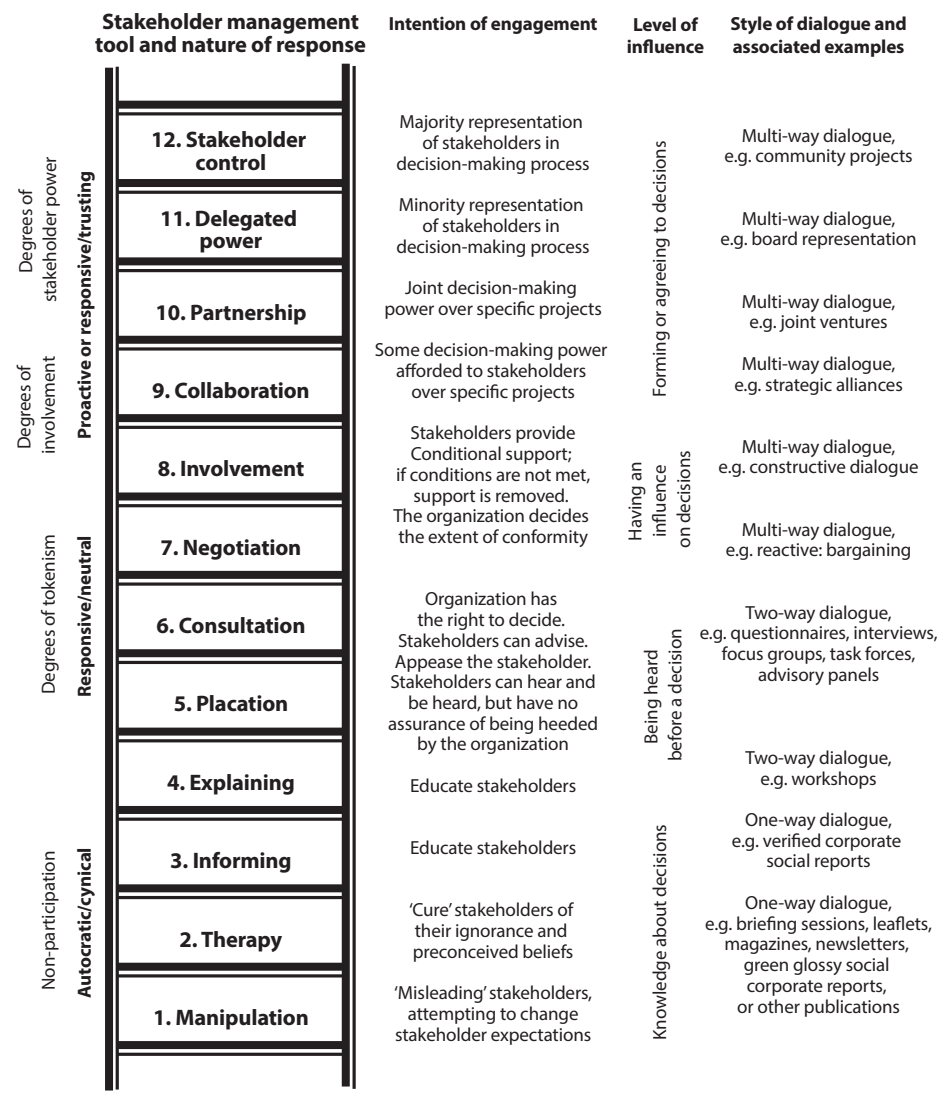 Stakeholder management
tool and nature of response
Intention of engagement
Level of
influence
Style of dialogue and
associated examples
Degrees of
stakeholder power
Degrees of
involvement
Proactive or responsive/trusting
Degrees of tokenism
Responsive/neutral
Non-participation
Autocratic/cynical
12. Stakeholder
control
11. Delegated
power
10. Partnership
9. Collaboration
8. Involvement
7. Negotiation
6. Consultation
5. Placation
4. Explaining
3. Informing
2. Therapy
1. Manipulation
Majority representation
of stakeholders in
decision-making process
Minority representation
of stakeholders in
decision-making process
Joint decision-making
power over specific projects
Some decision-making power
afforded to stakeholders
over specific projects
Stakeholders provide
Conditional support;
if conditions are not met,
support is removed.
The organization decides
the extent of conformity
Organization has
the right to decide.
Stakeholders can advise.
Appease the stakeholder.
Stakeholders can hear and
be heard, but have no
assurance of being heeded
by the organization
Educate stakeholders
Educate stakeholders
‘Cure’ stakeholders of
their ignorance and
preconceived beliefs
‘Misleading’ stakeholders,
attempting to change
stakeholder expectations
Forming or agreeing to decisions
Having an
influence
on decisions
Being heard
before a decision
Knowledge about decisions
Multi-way dialogue,
e.g. community projects
Multi-way dialogue,
e.g. board representation
Multi-way dialogue,
e.g. joint ventures
Multi-way dialogue,
e.g. strategic alliances
Multi-way dialogue,
e.g. constructive dialogue
Multi-way dialogue,
e.g. reactive: bargaining
Two-way dialogue,
e.g. questionnaires, interviews,
focus groups, task forces,
advisory panels
Two-way dialogue,
e.g. workshops
One-way dialogue,
e.g. verified corporate
social reports
One-way dialogue,
e.g. briefing sessions, leaflets,
magazines, newsletters,
green glossy social
corporate reports,
or other publications